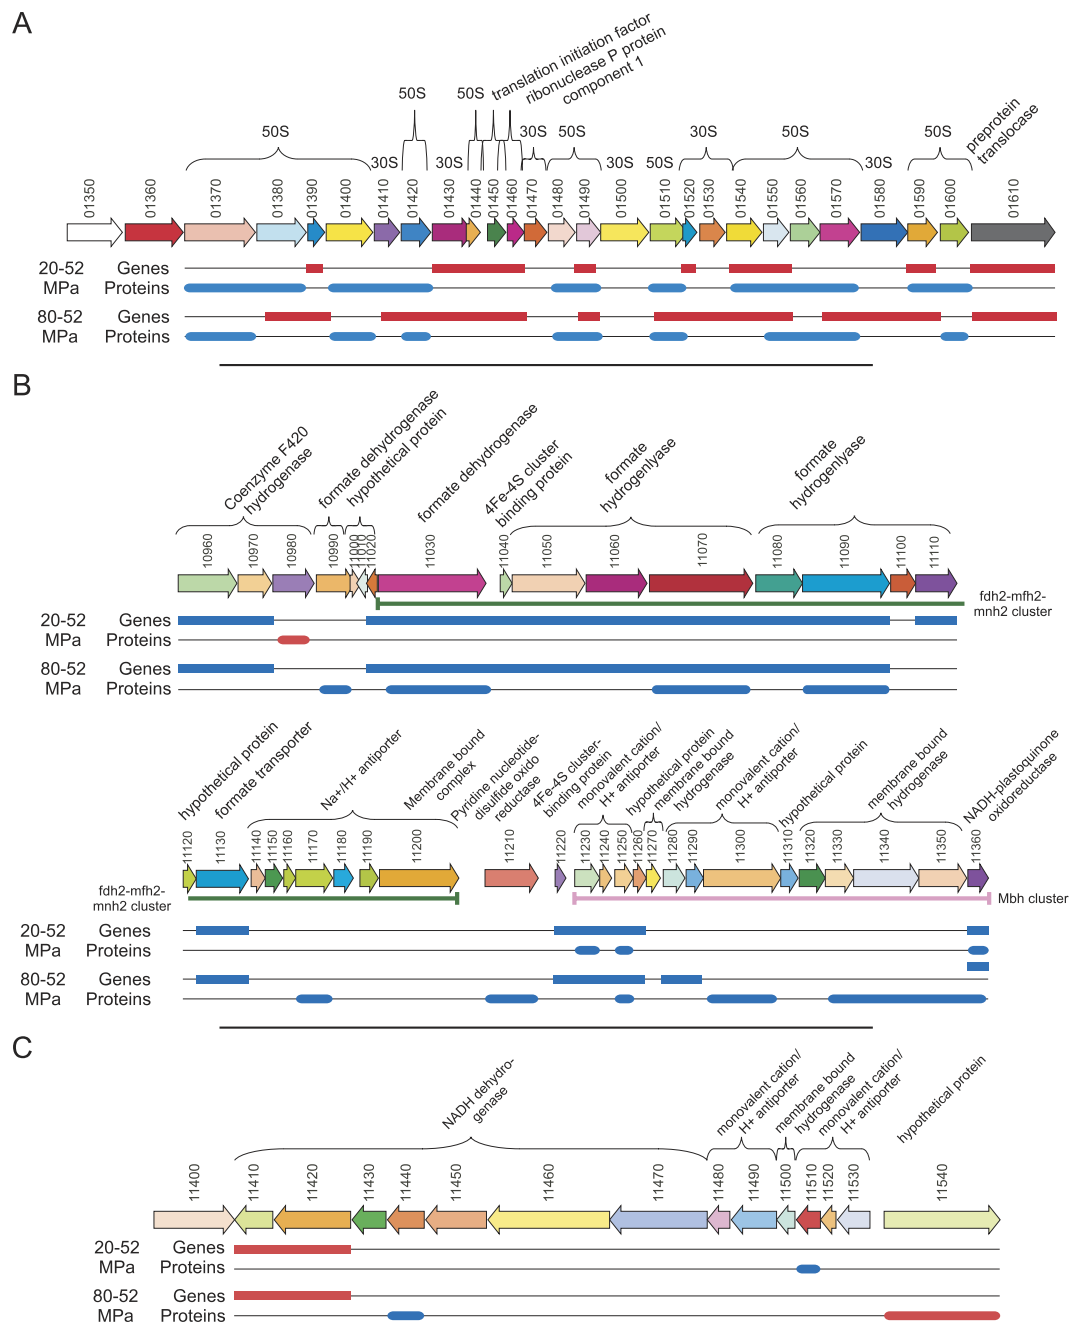 A
translation initiation factor
ribonuclease P protein
component 1
50S
50S
50S
30S
30S
30S
50S
30S
50S
30S
50S
30S
50S
preprotein
translocase
01350
01360
01370
01380
01390
01400
01410
01420
01430
01440
01450
01460
01470
01480
01490
01500
01510
01520
01530
01540
01550
01560
01570
01580
01590
01600
01610
20-52 Genes
MPa Proteins
80-52 Genes
MPa Proteins
B
Coenzyme F420
hydrogenase
formate dehydrogenase
hypothetical protein
formate dehydrogenase
4Fe-4S cluster
binding protein
formate
hydrogenlyase
formate
hydrogenlyase
10960
10970
10980
10990
11000
11010
11020
11030
11040
11050
11060
11070
11080
11090
11100
11110
fdh2-mfh2-
mnh2 cluster
20-52 Genes
MPa Proteins
80-52 Genes
MPa Proteins
hypothetical protein
formate transporter
Na+/H+ antiporter
Membrane bound
complex
Pyridine nucleotide-
disulfide oxido
reductase
4Fe-4S cluster-
binding protein
monovalent cation/
H+ antiporter
hypothetical protein
membrane bound
hydrogenase
monovalent cation/
H+ antiporter
hypothetical protein
membrane bound
hydrogenase
NADH-plastoquinone
oxidoreductase
11120
11130
11140
11150
11160
11170
11180
11190
11200
11210
11220
11230
11240
11250
11260
11270
11280
11290
11300
11310
11320
11330
11340
11350
11360
fdh2-mfh2-
mnh2 cluster
Mbh cluster
20-52 Genes
MPa Proteins
80-52 Genes
MPa Proteins
C
NADH dehydro-
genase
monovalent cation/
H+ antiporter
membrane bound
hydrogenase
monovalent cation/
H+ antiporter
hypothetical protein
11400
11410
11420
11430
11440
11450
11460
11470
11480
11490
11500
11510
11520
11530
11540
20-52 Genes
MPa Proteins
80-52 Genes
MPa Proteins